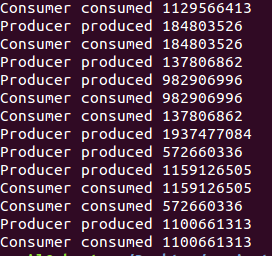 Consumer consumed 1129566413
Producer produced 184803526
Consumer consumed 184803526
Producer produced 137806862
Producer produced 982906996
Consumer consumed 982906996
Consumer consumed 137806862
Producer produced 1937477084
Producer produced 572660336
Producer produced 1159126505
Consumer consumed 1159126505
Consumer consumed 572660336
Producer produced 1100661313
Consumer consumed 1100661313